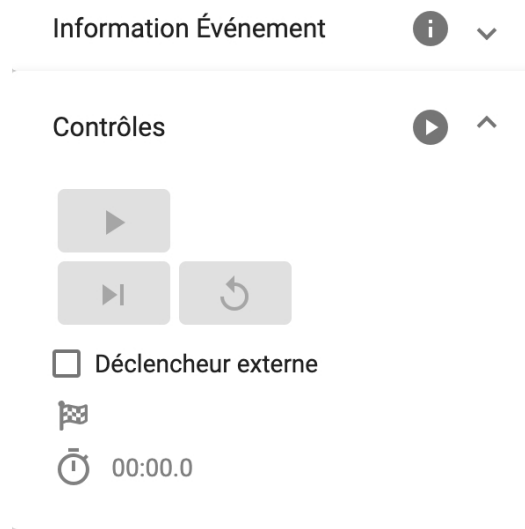 Information Événement
Contrôles
Déclencheur externe
00:00.0